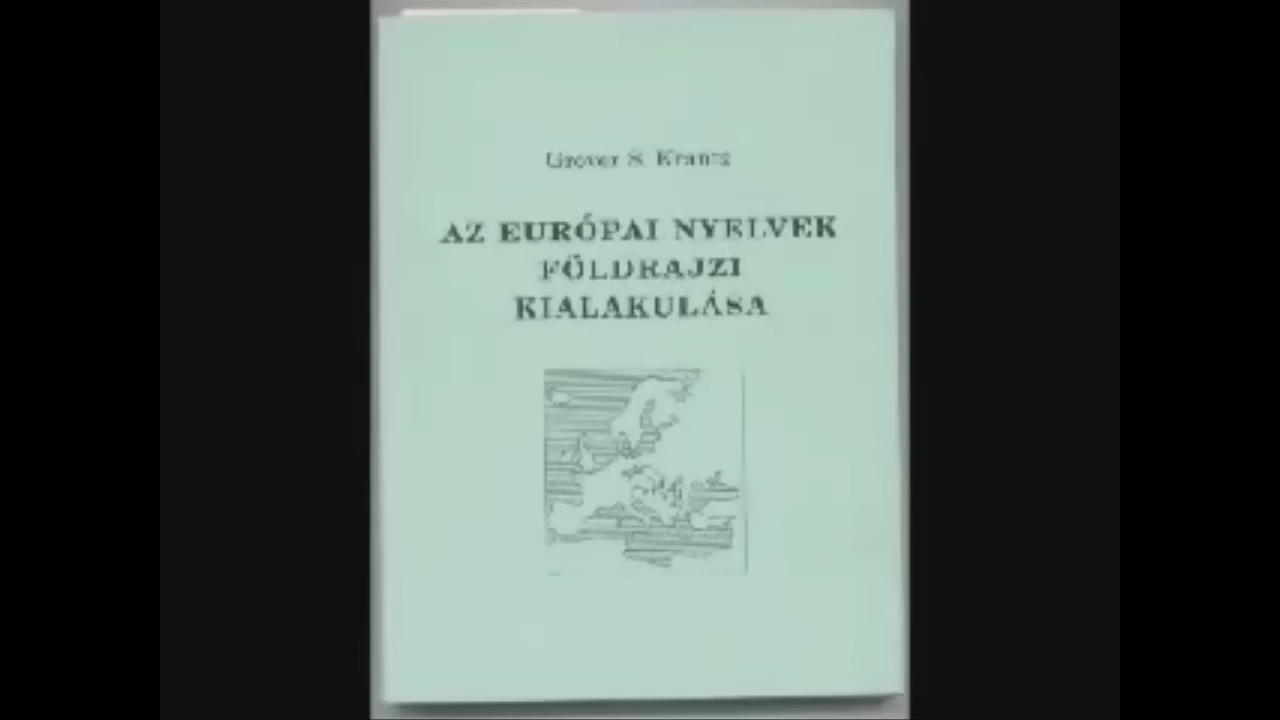 Grover S. Krantz
AZ EURÓPAI NYELVEK
FÖLDRAJZI
KIALAKULÁSA